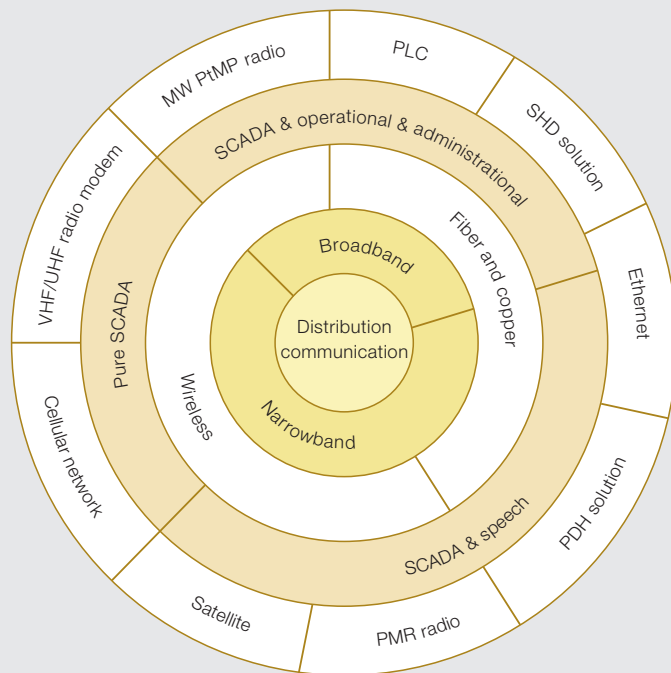 MW PtMP radio
PLC
SHD solution
Ethernet
PDH solution
PMR radio
Satellite
Cellular network
VHF/UHF radio modem
SCADA & operational & administrational
SCADA & speech
Pure SCADA
Fiber and copper
Wireless
Broadband
Narrowband
Distribution
communication